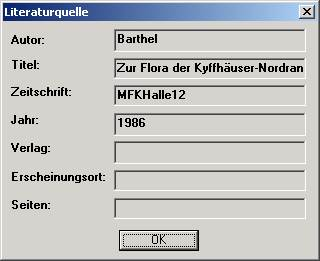 Literaturquelle
Autor: Barthel
Titel: Zur Flora der Kyffhäuser-Nordran
Zeitschrift: MFKHalle12
Jahr: 1986
Verlag:
Erscheinungsort:
Seiten:
OK